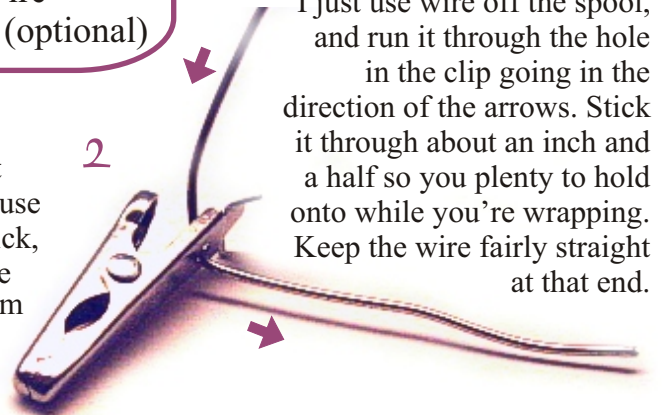 (optional)
2
use
ck,
e
m
I just use wire off the spool,
and run it through the hole
in the clip going in the
direction of the arrows. Stick
it through about an inch and
a half so you plenty to hold
onto while you’re wrapping.
Keep the wire fairly straight
at that end.